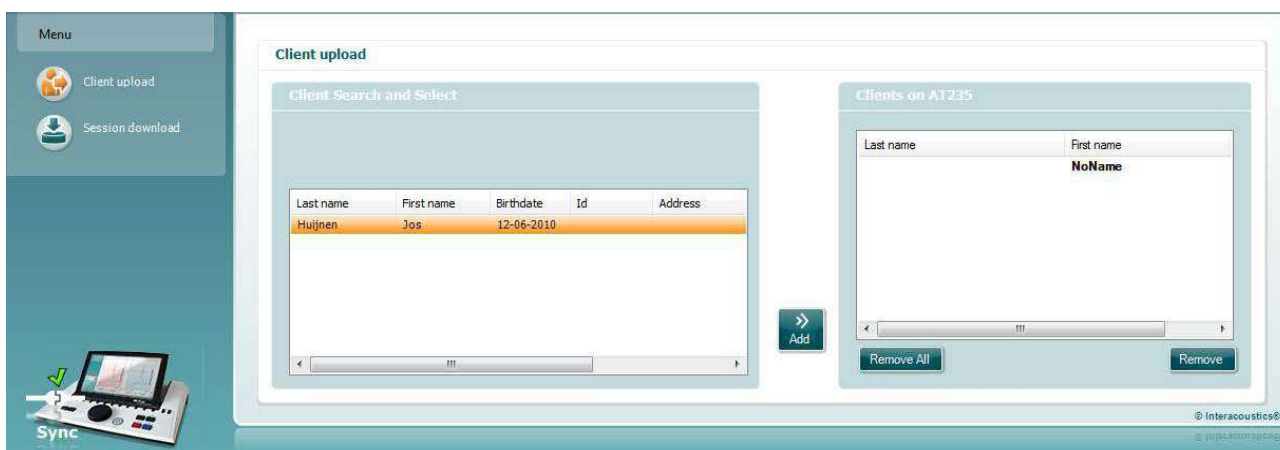 Menu
Client upload
Session download
Sync
Client upload
Client Search and Select
Last name First name Birthdate Id Address
Huijnen Jos 12-06-2010
Add
Clients on AT235
Last name First name
NoName
Remove All Remove
© Interacoustics®